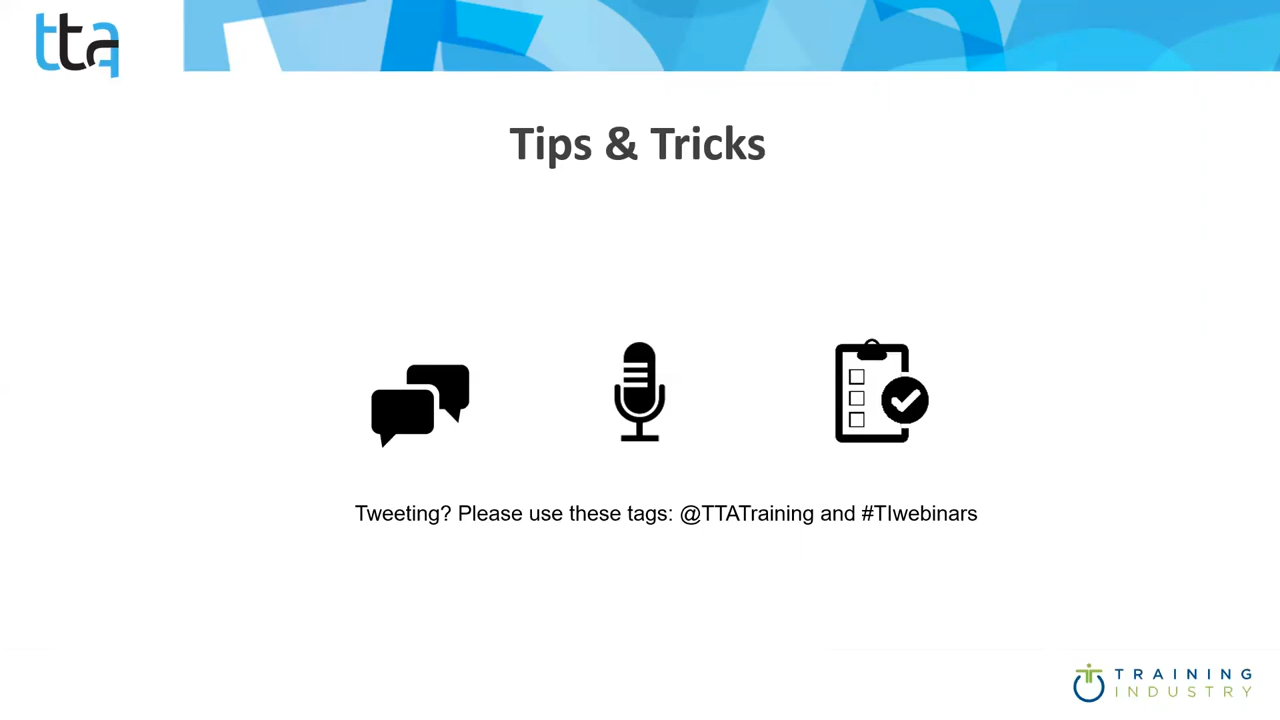 tta
Tips & Tricks
Tweeting? Please use these tags: @TTATraining and #TIwebinars
TRAINING
INDUSTRY